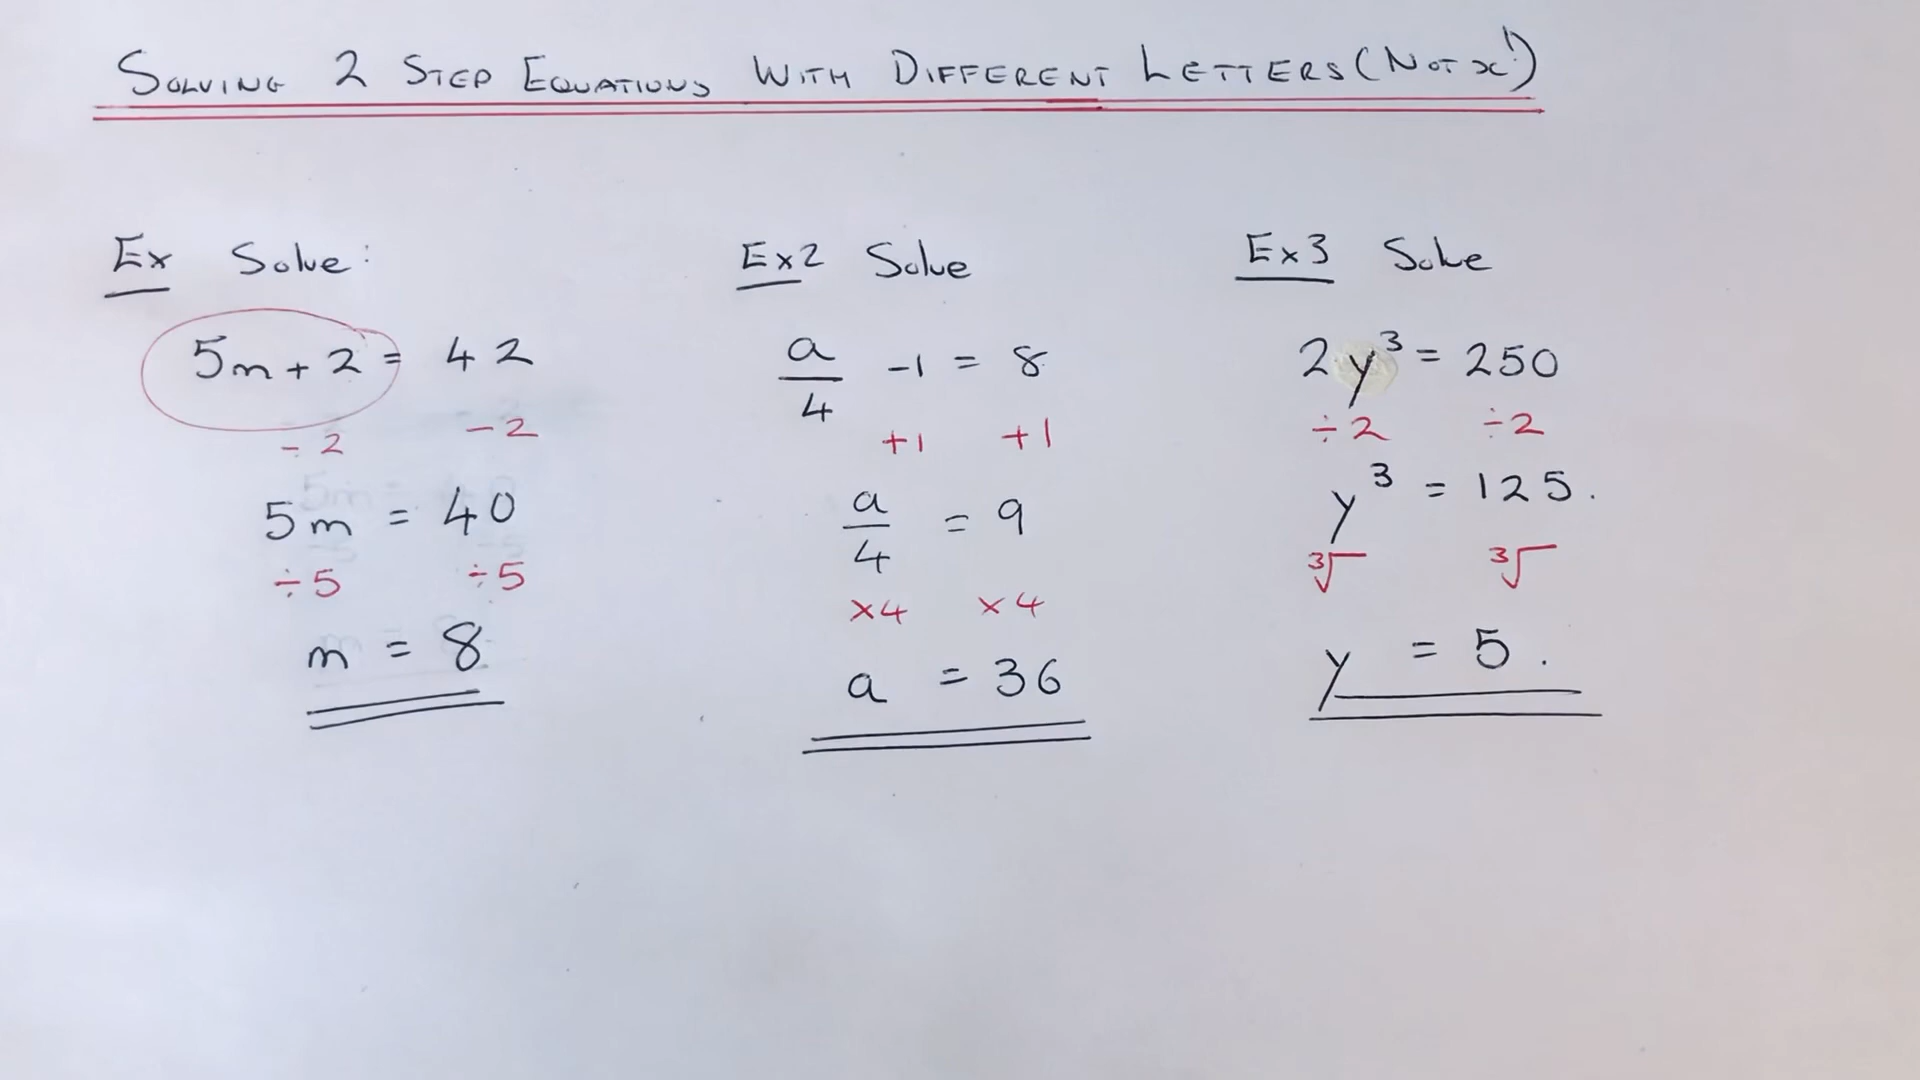 SOLVING 2 STEP EQUATIONS WITH DIFFERENT LETTERS (NOT x!)
Ex Solve:
5m + 2 = 42
- 2 - 2
5m = 40
÷5 ÷5
m = 8
Ex2 Solve
a/4 -1 = 8
+1 +1
a/4 = 9
×4 ×4
a = 36
Ex3 Solve
2y³ = 250
÷2 ÷2
y³ = 125.
³√ ³√
y = 5.